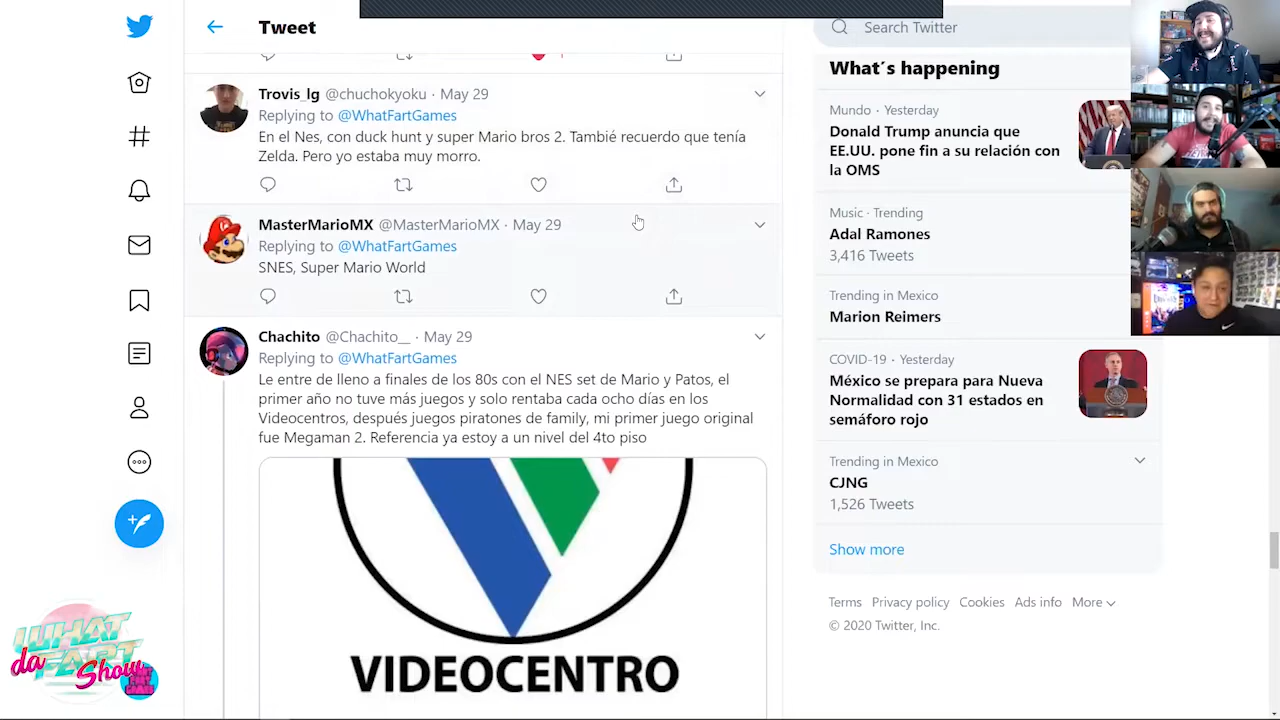 Tweet
Trovis_lg @chuchokyoku · May 29
Replying to @WhatFartGames
En el Nes, con duck hunt y super Mario bros 2. Tambié recuerdo que tenía
Zelda. Pero yo estaba muy morro.
MasterMarioMX @MasterMarioMX · May 29
Replying to @WhatFartGames
SNES, Super Mario World
Chachito @Chachito__ · May 29
Replying to @WhatFartGames
Le entre de lleno a finales de los 80s con el NES set de Mario y Patos, el
primer año no tuve más juegos y solo rentaba cada ocho días en los
Videocentros, después juegos piratones de family, mi primer juego original
fue Megaman 2. Referencia ya estoy a un nivel del 4to piso
VIDEOCENTRO
Search Twitter
What´s happening
Mundo · Yesterday
Donald Trump anuncia que
EE.UU. pone fin a su relación con
la OMS
Music · Trending
Adal Ramones
3,416 Tweets
Trending in Mexico
Marion Reimers
COVID-19 · Yesterday
México se prepara para Nueva
Normalidad con 31 estados en
semáforo rojo
Trending in Mexico
CJNG
1,526 Tweets
Show more
Terms Privacy policy Cookies Ads info More
© 2020 Twitter, Inc.
WHAT
da FART
Show